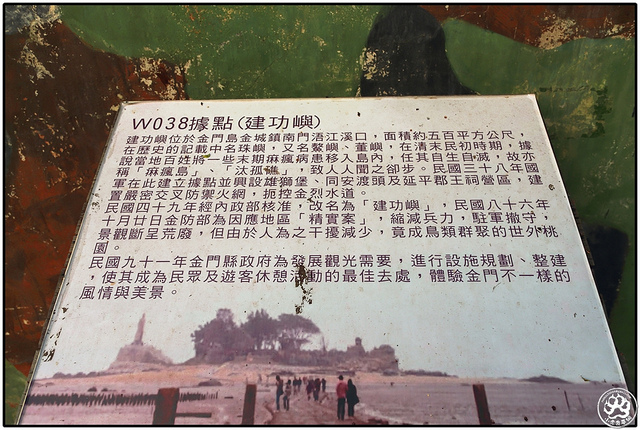 W038據點(建功嶼)
建功嶼位於金門島金城鎮南門浯江溪口，面積約五百平方公尺，
在歷史的記載中名珠嶼，又名鰲嶼、董嶼，在清末民初時期，據
說當地百姓將一些末期痲瘋病患移入島內，任其自生自滅，故亦
稱「痲瘋島」、「汰孤礁」，致人人聞之卻步。民國三十八年國
軍在此建立據點並興設雄獅堡、同安渡頭及延平郡王祠營區，建
置嚴密交叉防禦火網，扼控金烈水道。
民國四十九年經內政部核准，改名為「建功嶼」，民國八十六年
十月廿日金防部為因應地區「精實案」，縮減兵力，駐軍撤守，
景觀斷呈荒廢，但由於人為之干擾減少，竟成鳥類群聚的世外桃
園。
民國九十一年金門縣政府為發展觀光需要，進行設施規劃、整建
，使其成為民眾及遊客休憩活動的最佳去處，體驗金門不一樣的
風情與美景。